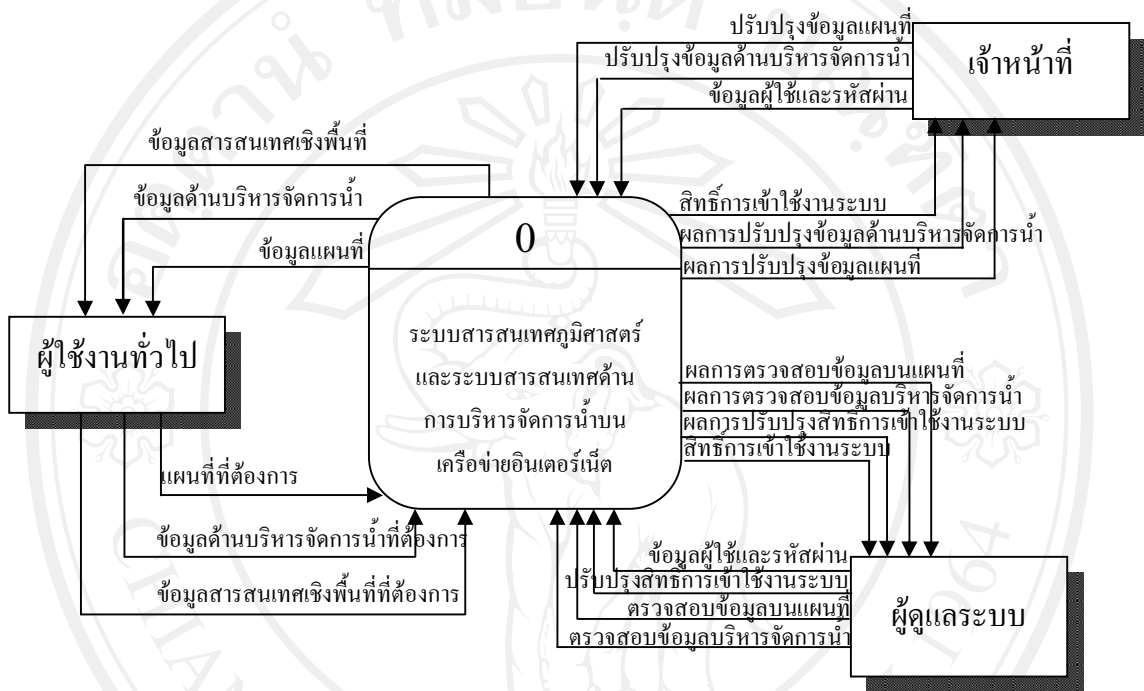 ปรับปรุงข้อมูลแผนที่
ปรับปรุงข้อมูลด้านบริหารจัดการน้ำ
ข้อมูลผู้ใช้และรหัสผ่าน
เจ้าหน้าที่
ข้อมูลสารสนเทศเชิงพื้นที่
ข้อมูลด้านบริหารจัดการน้ำ
ข้อมูลแผนที่
สิทธิ์การเข้าใช้งานระบบ
ผลการปรับปรุงข้อมูลด้านบริหารจัดการน้ำ
ผลการปรับปรุงข้อมูลแผนที่
0
ระบบสารสนเทศภูมิศาสตร์
และระบบสารสนเทศด้าน
การบริหารจัดการน้ำบน
เครือข่ายอินเตอร์เน็ต
ผู้ใช้งานทั่วไป
ผลการตรวจสอบข้อมูลบนแผนที่
ผลการตรวจสอบข้อมูลบริหารจัดการน้ำ
ผลการปรับปรุงสิทธิ์การเข้าใช้งานระบบ
สิทธิ์การเข้าใช้งานระบบ
แผนที่ที่ต้องการ
ข้อมูลด้านบริหารจัดการน้ำที่ต้องการ
ข้อมูลสารสนเทศเชิงพื้นที่ที่ต้องการ
ข้อมูลผู้ใช้และรหัสผ่าน
ปรับปรุงสิทธิ์การเข้าใช้งานระบบ
ตรวจสอบข้อมูลบนแผนที่
ตรวจสอบข้อมูลบริหารจัดการน้ำ
ผู้ดูแลระบบ
1964